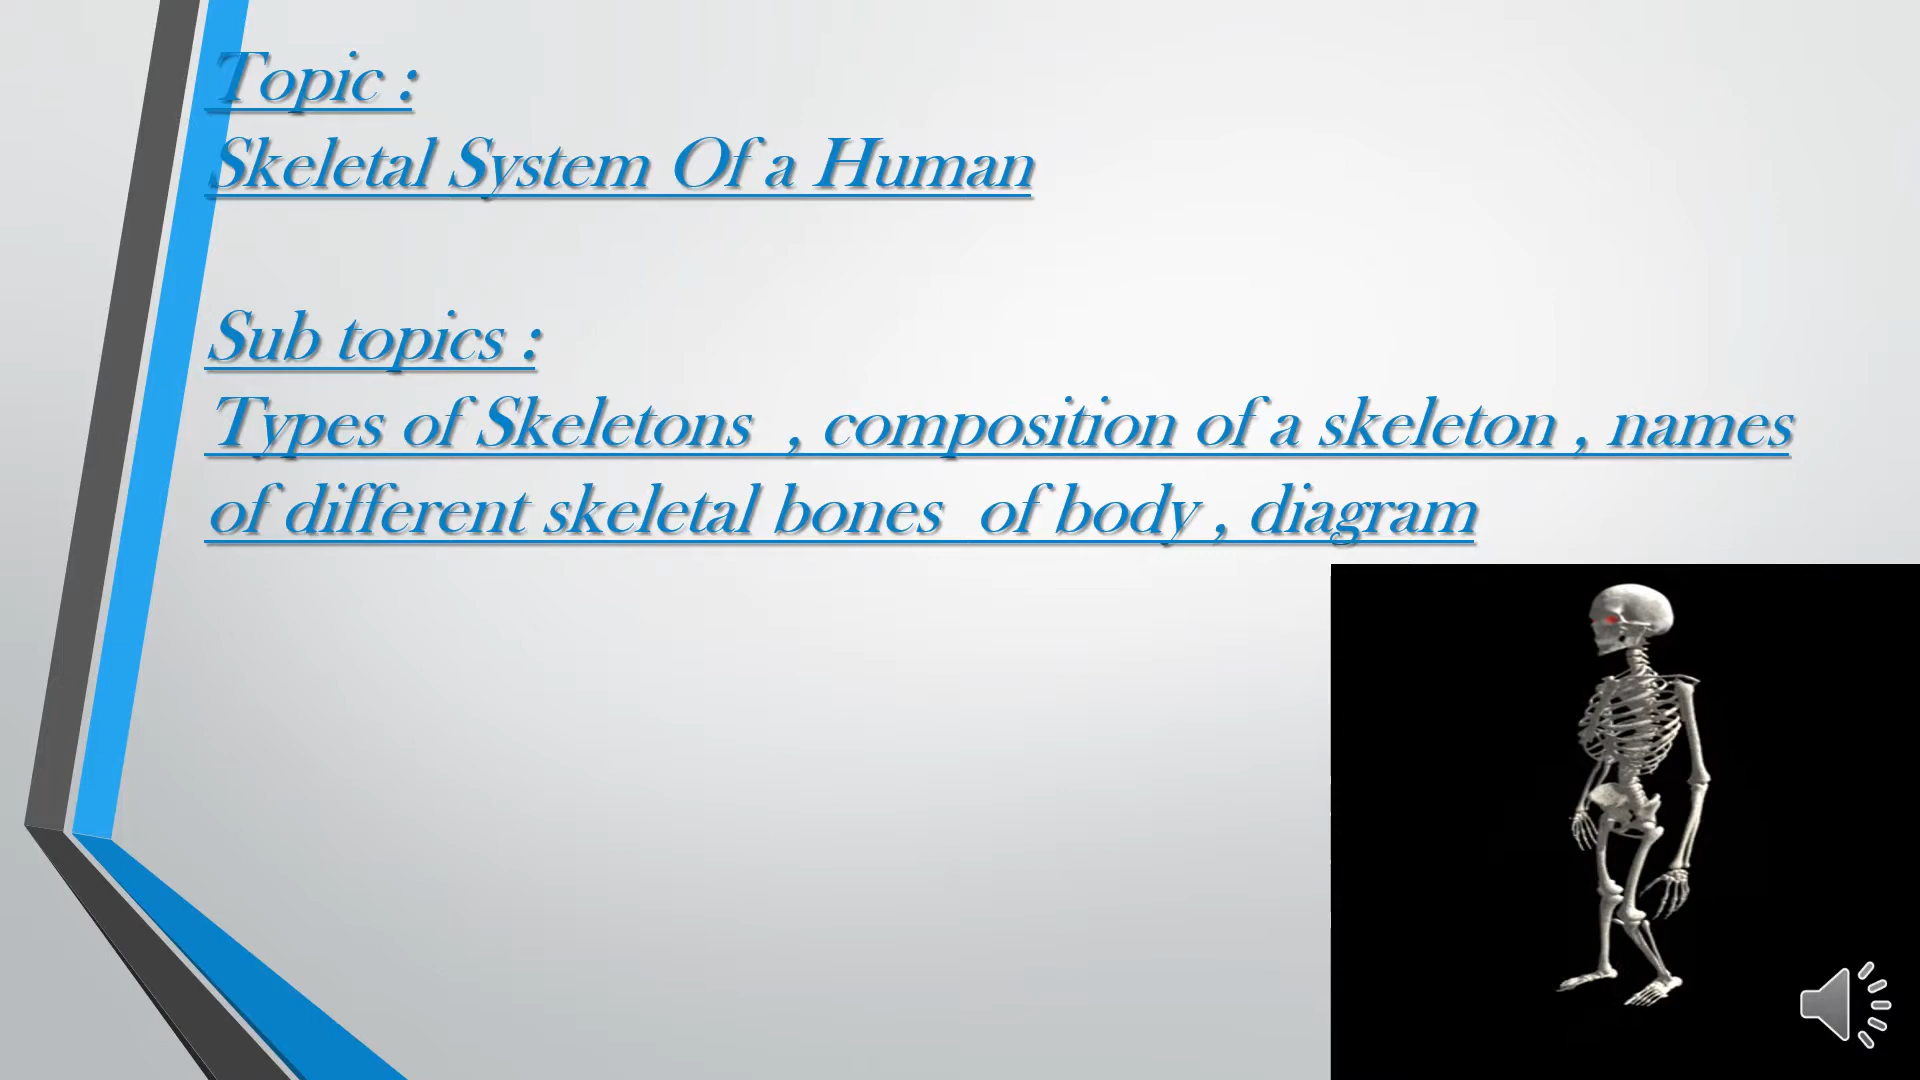 Topic :
Skeletal System Of a Human
Sub topics :
Types of Skeletons , composition of a skeleton , names
of different skeletal bones of body , diagram